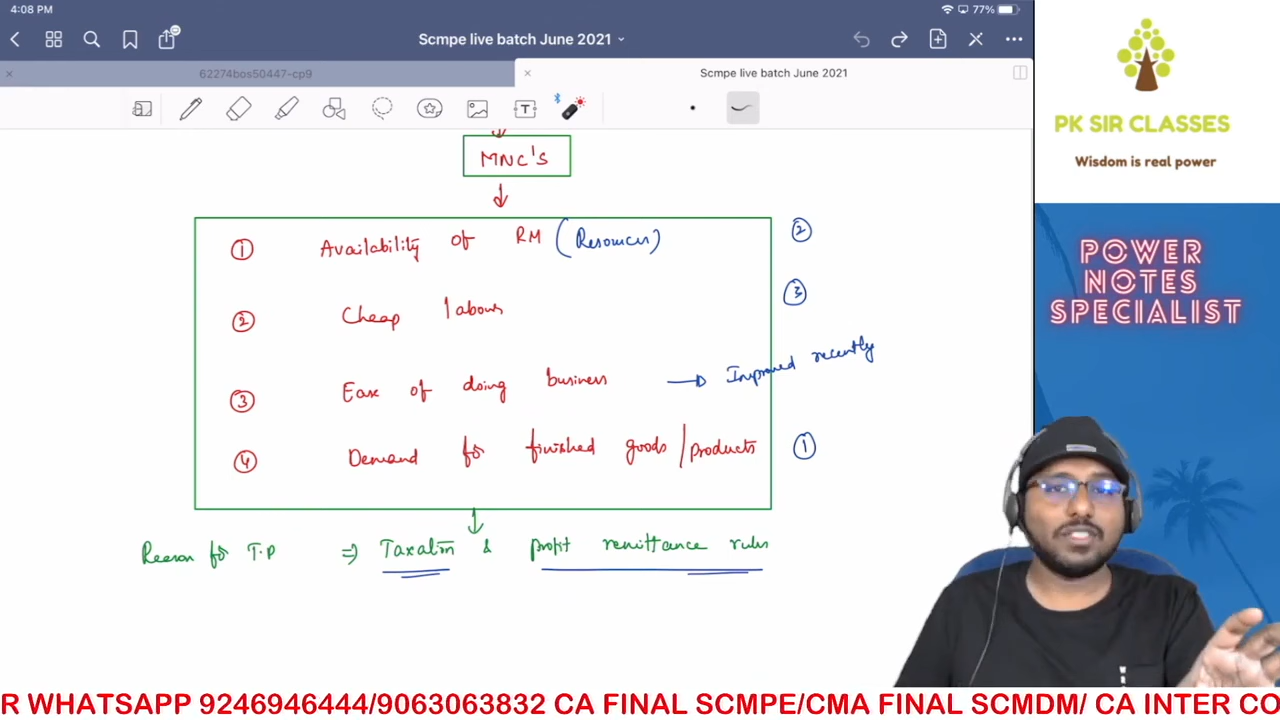 4:08 PM
77%
Scmpe live batch June 2021
62274bos50447-cp9
Scmpe live batch June 2021
T
MNC's
① Availability of RM (Resources) ②
② Cheap labour ③
③ Ease of doing business → Improved recently
④ Demand for finished goods/products ①
Reason for T.P ⇒ Taxation & profit remittance rules
PK SIR CLASSES
Wisdom is real power
POWER
NOTES
SPECIALIST
R WHATSAPP 9246946444/9063063832 CA FINAL SCMPE/CMA FINAL SCMDM/ CA INTER CO